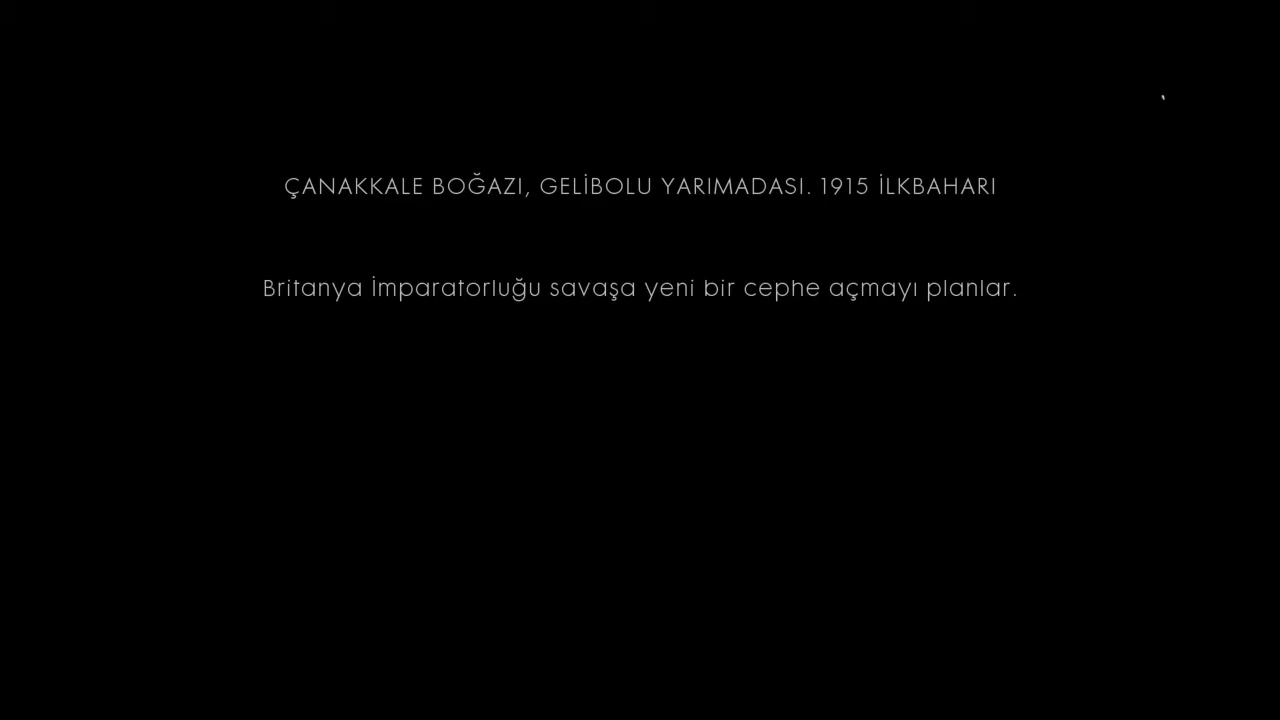 ÇANAKKALE BOĞAZI, GELİBOLU YARIMADASI. 1915 İLKBAHARI
Britanya İmparatorluğu savaşa yeni bir cephe açmayı planlar.